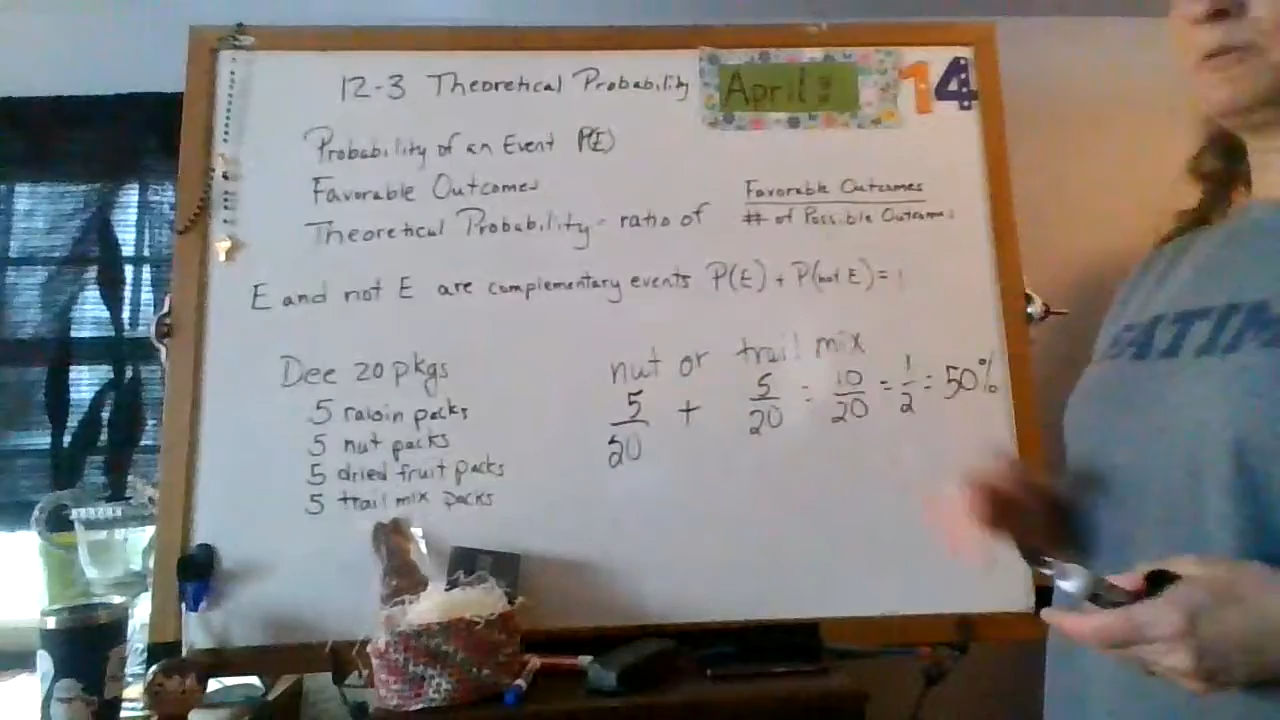 12-3 Theoretical Probability
April:
14
Probability of an Event P(E)
Favorable Outcomes
Theoretical Probability - ratio of
Favorable Outcomes
# of Possible Outcomes
E and not E are complementary events P(E) + P(not E) = 1
Dee 20 pkgs
5 raisin packs
5 nut packs
5 dried fruit packs
5 trail mix packs
nut or trail mix
5/20 + 5/20 = 10/20 = 1/2 = 50%